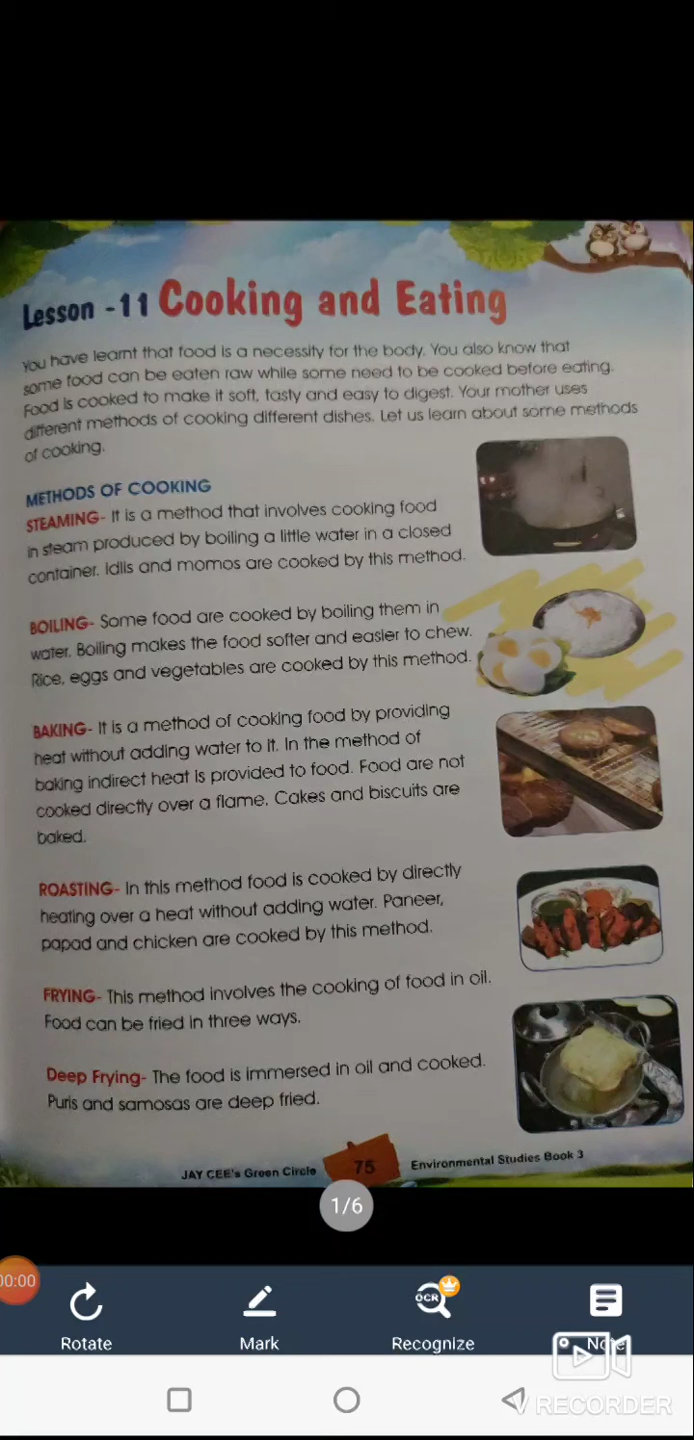 Lesson -11 Cooking and Eating
You have learnt that food is a necessity for the body. You also know that
some food can be eaten raw while some need to be cooked before eating.
Food is cooked to make it soft, tasty and easy to digest. Your mother uses
different methods of cooking different dishes. Let us learn about some methods
of cooking.
METHODS OF COOKING
STEAMING- It is a method that involves cooking food
in steam produced by boiling a little water in a closed
container. Idlis and momos are cooked by this method.
BOILING- Some food are cooked by boiling them in
water. Boiling makes the food softer and easier to chew.
Rice, eggs and vegetables are cooked by this method.
BAKING- It is a method of cooking food by providing
heat without adding water to it. In the method of
baking indirect heat is provided to food. Food are not
cooked directly over a flame. Cakes and biscuits are
baked.
ROASTING- In this method food is cooked by directly
heating over a heat without adding water. Paneer,
papad and chicken are cooked by this method.
FRYING- This method involves the cooking of food in oil.
Food can be fried in three ways.
Deep Frying- The food is immersed in oil and cooked.
Puris and samosas are deep fried.
JAY CEE's Green Circle 75 Environmental Studies Book 3
1/6
00:00
Rotate Mark OCR Recognize Note
V RECORDER